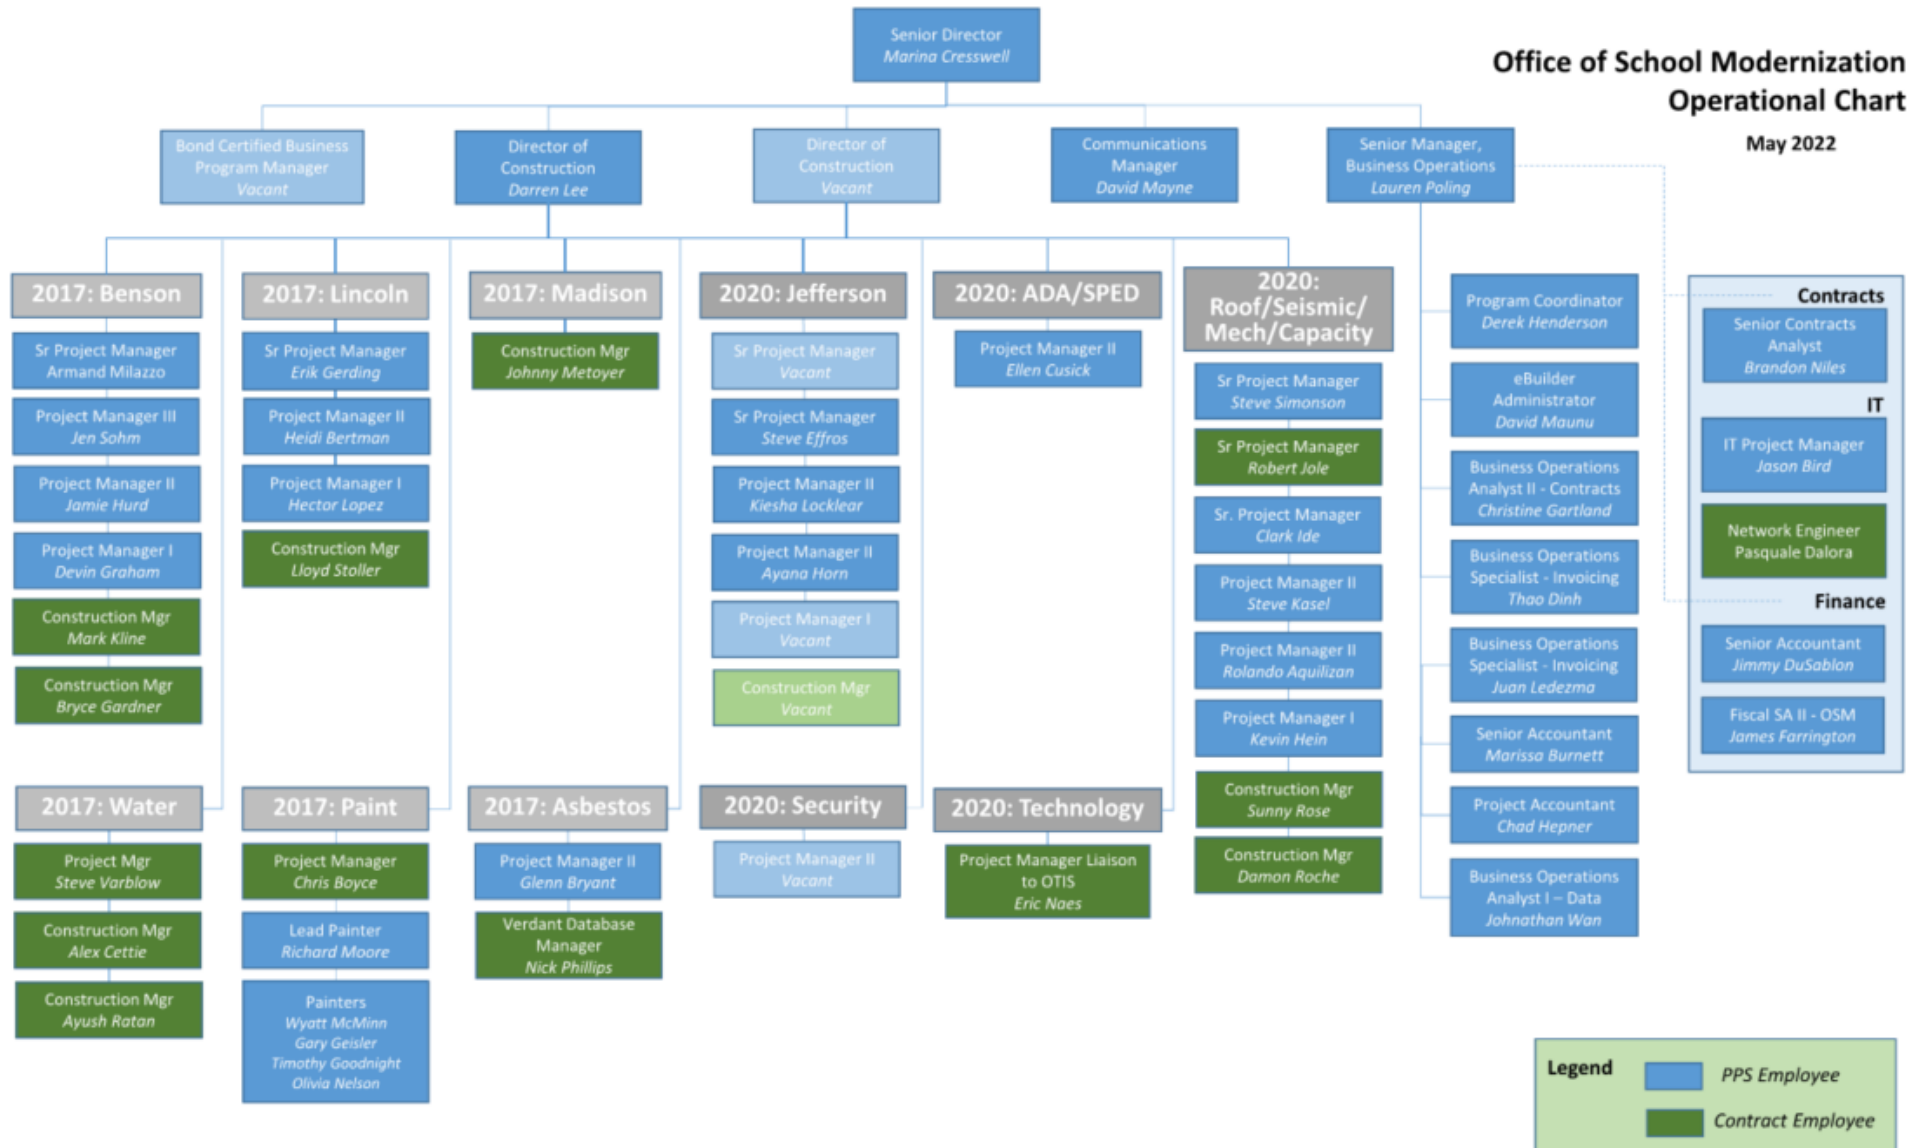 Senior Director
Marina Cresswell
Office of School Modernization
Operational Chart
May 2022
Bond Certified Business
Program Manager
Vacant
Director of
Construction
Darren Lee
Director of
Construction
Vacant
Communications
Manager
David Mayne
Senior Manager,
Business Operations
Lauren Poling
2017: Benson
Sr Project Manager
Armand Milazzo
Project Manager III
Jen Sohm
Project Manager II
Jamie Hurd
Project Manager I
Devin Graham
Construction Mgr
Mark Kline
Construction Mgr
Bryce Gardner
2017: Lincoln
Sr Project Manager
Erik Gerding
Project Manager II
Heidi Bertman
Project Manager I
Hector Lopez
Construction Mgr
Lloyd Stoller
2017: Madison
Construction Mgr
Johnny Metoyer
2020: Jefferson
Sr Project Manager
Vacant
Sr Project Manager
Steve Effros
Project Manager II
Kiesha Locklear
Project Manager II
Ayana Horn
Project Manager I
Vacant
Construction Mgr
Vacant
2020: ADA/SPED
Project Manager II
Ellen Cusick
2020:
Roof/Seismic/
Mech/Capacity
Sr Project Manager
Steve Simonson
Sr Project Manager
Robert Jole
Sr. Project Manager
Clark Ide
Project Manager II
Steve Kasel
Project Manager II
Rolando Aquilizan
Project Manager I
Kevin Hein
Construction Mgr
Sunny Rose
Construction Mgr
Damon Roche
Program Coordinator
Derek Henderson
eBuilder
Administrator
David Maunu
Business Operations
Analyst II - Contracts
Christine Gartland
Business Operations
Specialist - Invoicing
Thao Dinh
Business Operations
Specialist - Invoicing
Juan Ledezma
Senior Accountant
Marissa Burnett
Project Accountant
Chad Hepner
Business Operations
Analyst I – Data
Johnathan Wan
Contracts
Senior Contracts
Analyst
Brandon Niles
IT
IT Project Manager
Jason Bird
Network Engineer
Pasquale Dalora
Finance
Senior Accountant
Jimmy DuSablon
Fiscal SA II - OSM
James Farrington
2017: Water
Project Mgr
Steve Varblow
Construction Mgr
Alex Cettie
Construction Mgr
Ayush Ratan
2017: Paint
Project Manager
Chris Boyce
Lead Painter
Richard Moore
Painters
Wyatt McMinn
Gary Geisler
Timothy Goodnight
Olivia Nelson
2017: Asbestos
Project Manager II
Glenn Bryant
Verdant Database
Manager
Nick Phillips
2020: Security
Project Manager II
Vacant
2020: Technology
Project Manager Liaison
to OTIS
Eric Naes
Legend
PPS Employee
Contract Employee